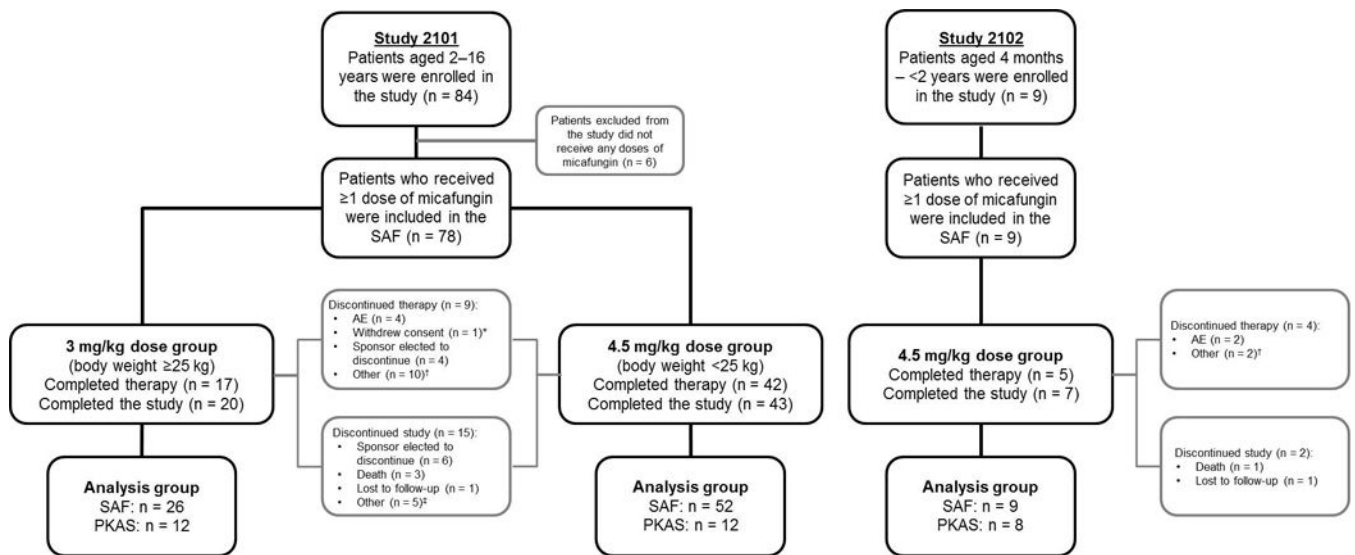 Study 2101
Patients aged 2–16
years were enrolled in
the study (n = 84)
Patients excluded from
the study did not
receive any doses of
micafungin (n = 6)
Patients who received
≥1 dose of micafungin
were included in the
SAF (n = 78)
3 mg/kg dose group
(body weight ≥25 kg)
Completed therapy (n = 17)
Completed the study (n = 20)
Discontinued therapy (n = 9):
• AE (n = 4)
• Withdrew consent (n = 1)*
• Sponsor elected to
discontinue (n = 4)
• Other (n = 10)†
Discontinued study (n = 15):
• Sponsor elected to
discontinue (n = 6)
• Death (n = 3)
• Lost to follow-up (n = 1)
• Other (n = 5)‡
4.5 mg/kg dose group
(body weight <25 kg)
Completed therapy (n = 42)
Completed the study (n = 43)
Analysis group
SAF: n = 26
PKAS: n = 12
Analysis group
SAF: n = 52
PKAS: n = 12
Study 2102
Patients aged 4 months
– <2 years were enrolled
in the study (n = 9)
Patients who received
≥1 dose of micafungin
were included in the
SAF (n = 9)
4.5 mg/kg dose group
Completed therapy (n = 5)
Completed the study (n = 7)
Discontinued therapy (n = 4):
• AE (n = 2)
• Other (n = 2)†
Discontinued study (n = 2):
• Death (n = 1)
• Lost to follow-up (n = 1)
Analysis group
SAF: n = 9
PKAS: n = 8